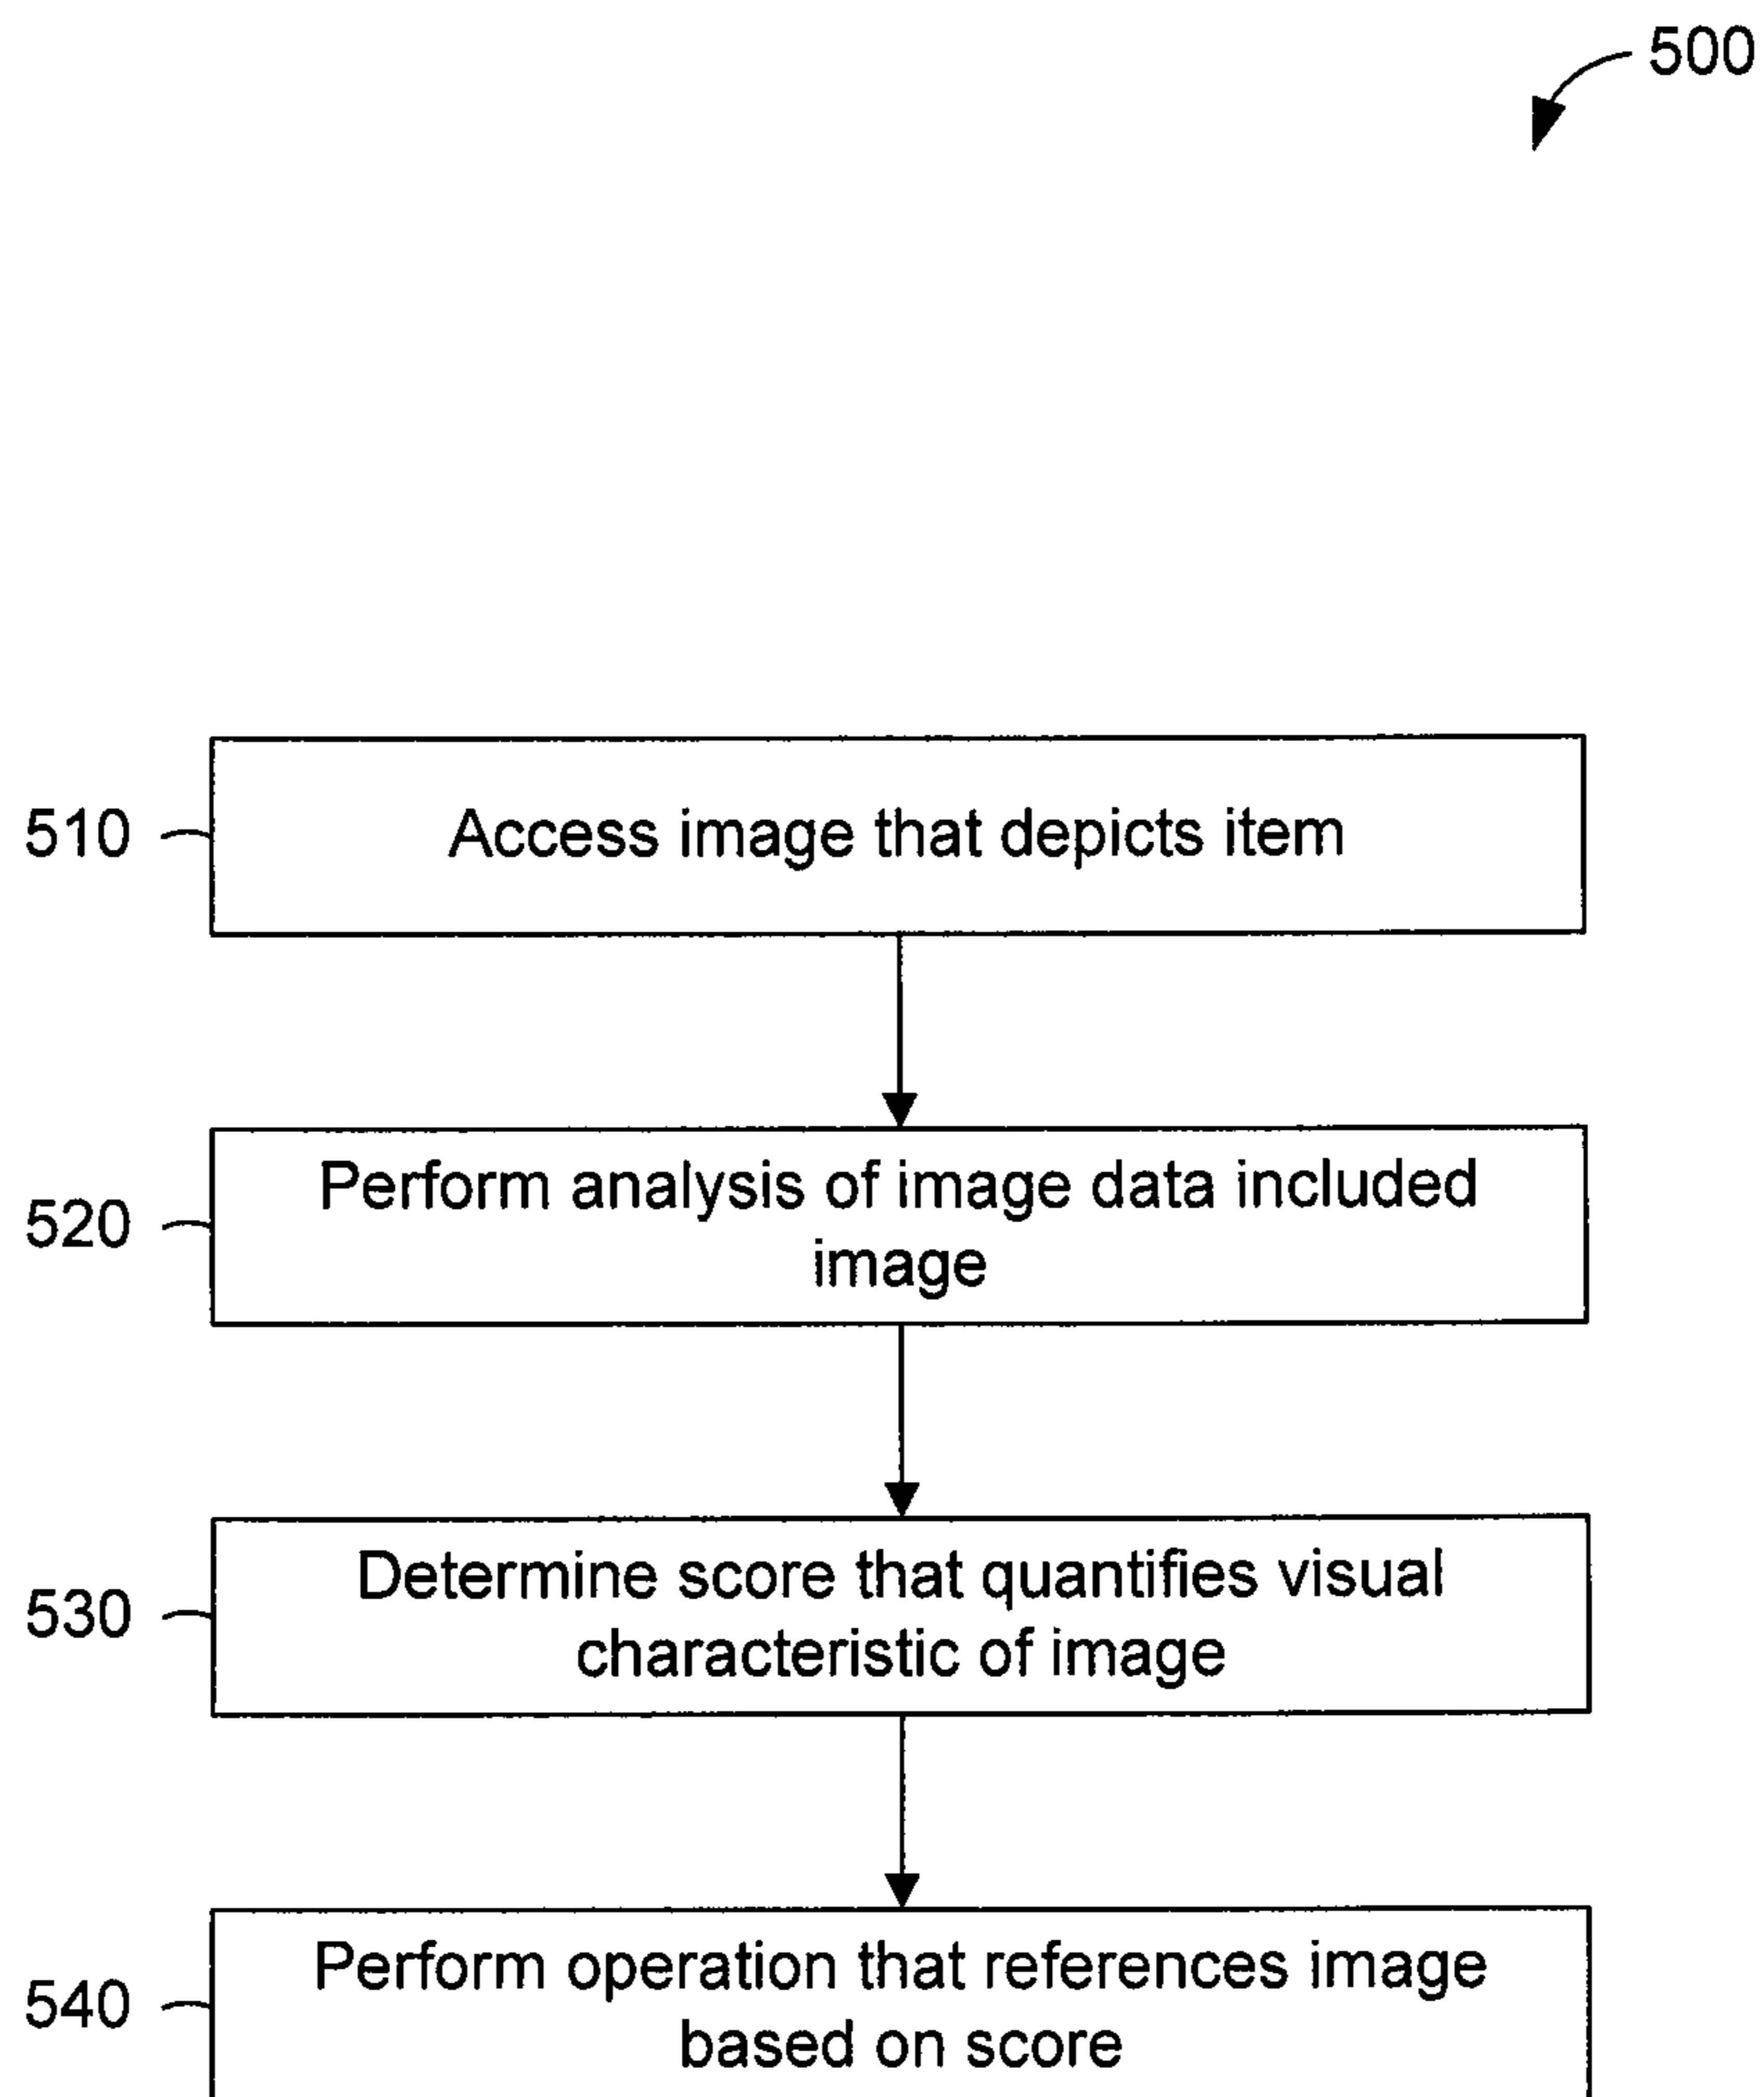 500
510
Access image that depicts item
520
Perform analysis of image data included
image
530
Determine score that quantifies visual
characteristic of image
540
Perform operation that references image
based on score